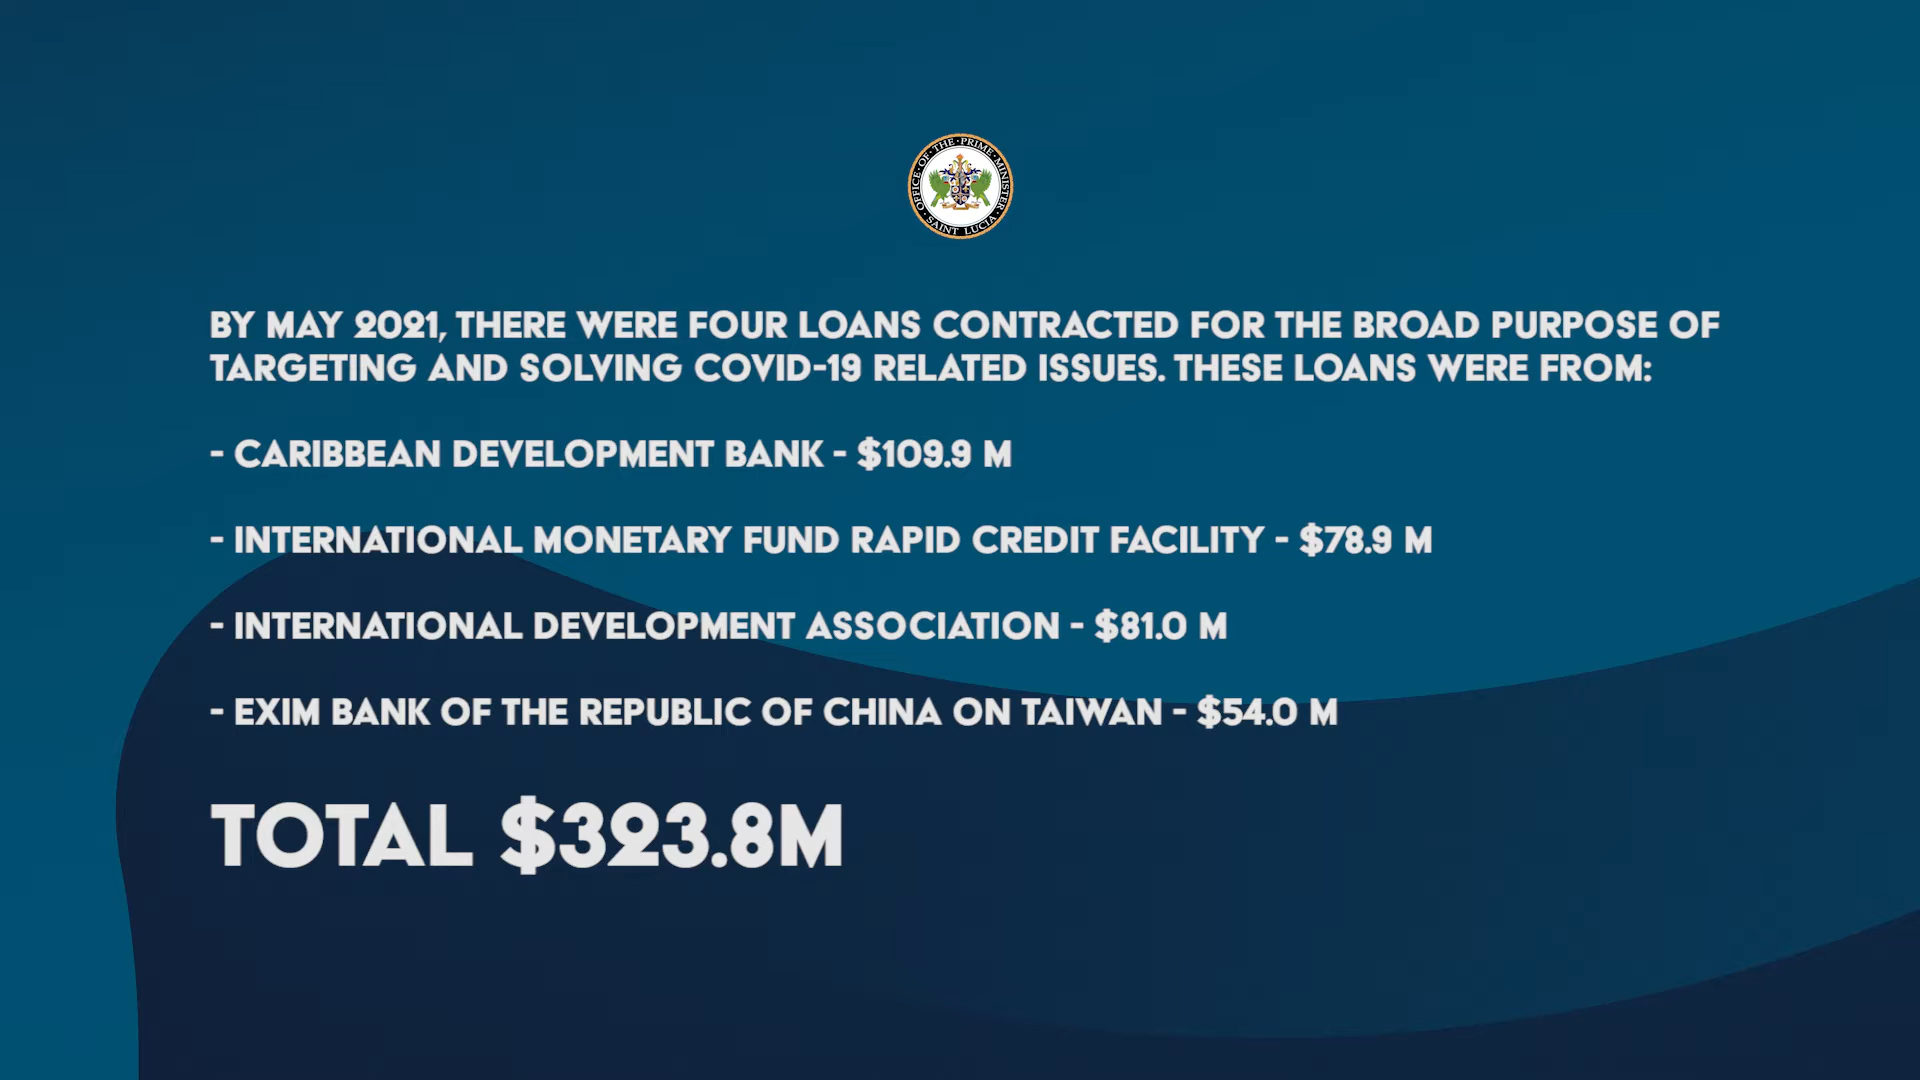 OFFICE · OF · THE · PRIME · MINISTER
SAINT LUCIA
BY MAY 2021, THERE WERE FOUR LOANS CONTRACTED FOR THE BROAD PURPOSE OF
TARGETING AND SOLVING COVID-19 RELATED ISSUES. THESE LOANS WERE FROM:
- CARIBBEAN DEVELOPMENT BANK - $109.9 M
- INTERNATIONAL MONETARY FUND RAPID CREDIT FACILITY - $78.9 M
- INTERNATIONAL DEVELOPMENT ASSOCIATION - $81.0 M
- EXIM BANK OF THE REPUBLIC OF CHINA ON TAIWAN - $54.0 M
TOTAL $323.8M